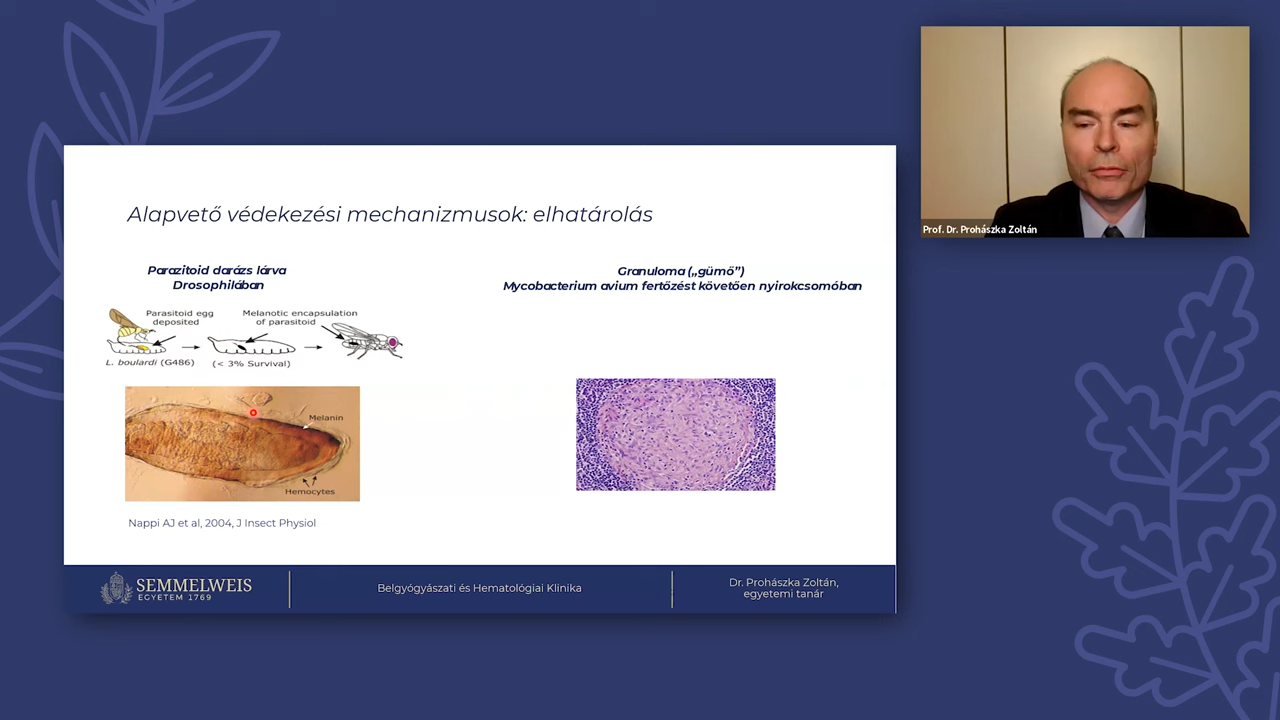 Alapvető védekezési mechanizmusok: elhatárolás
Parazitoid darázs lárva
Drosophilában
Parasitoid egg
deposited
Melanotic encapsulation
of parasitoid
L. boulardi (G486)
(< 3% Survival)
Melanin
Hemocytes
Nappi AJ et al, 2004, J Insect Physiol
Granuloma („gümő”)
Mycobacterium avium fertőzést követően nyirokcsomóban
SEMMELWEIS
EGYETEM 1769
Belgyógyászati és Hematológiai Klinika
Dr. Prohászka Zoltán,
egyetemi tanár
Prof. Dr. Prohászka Zoltán